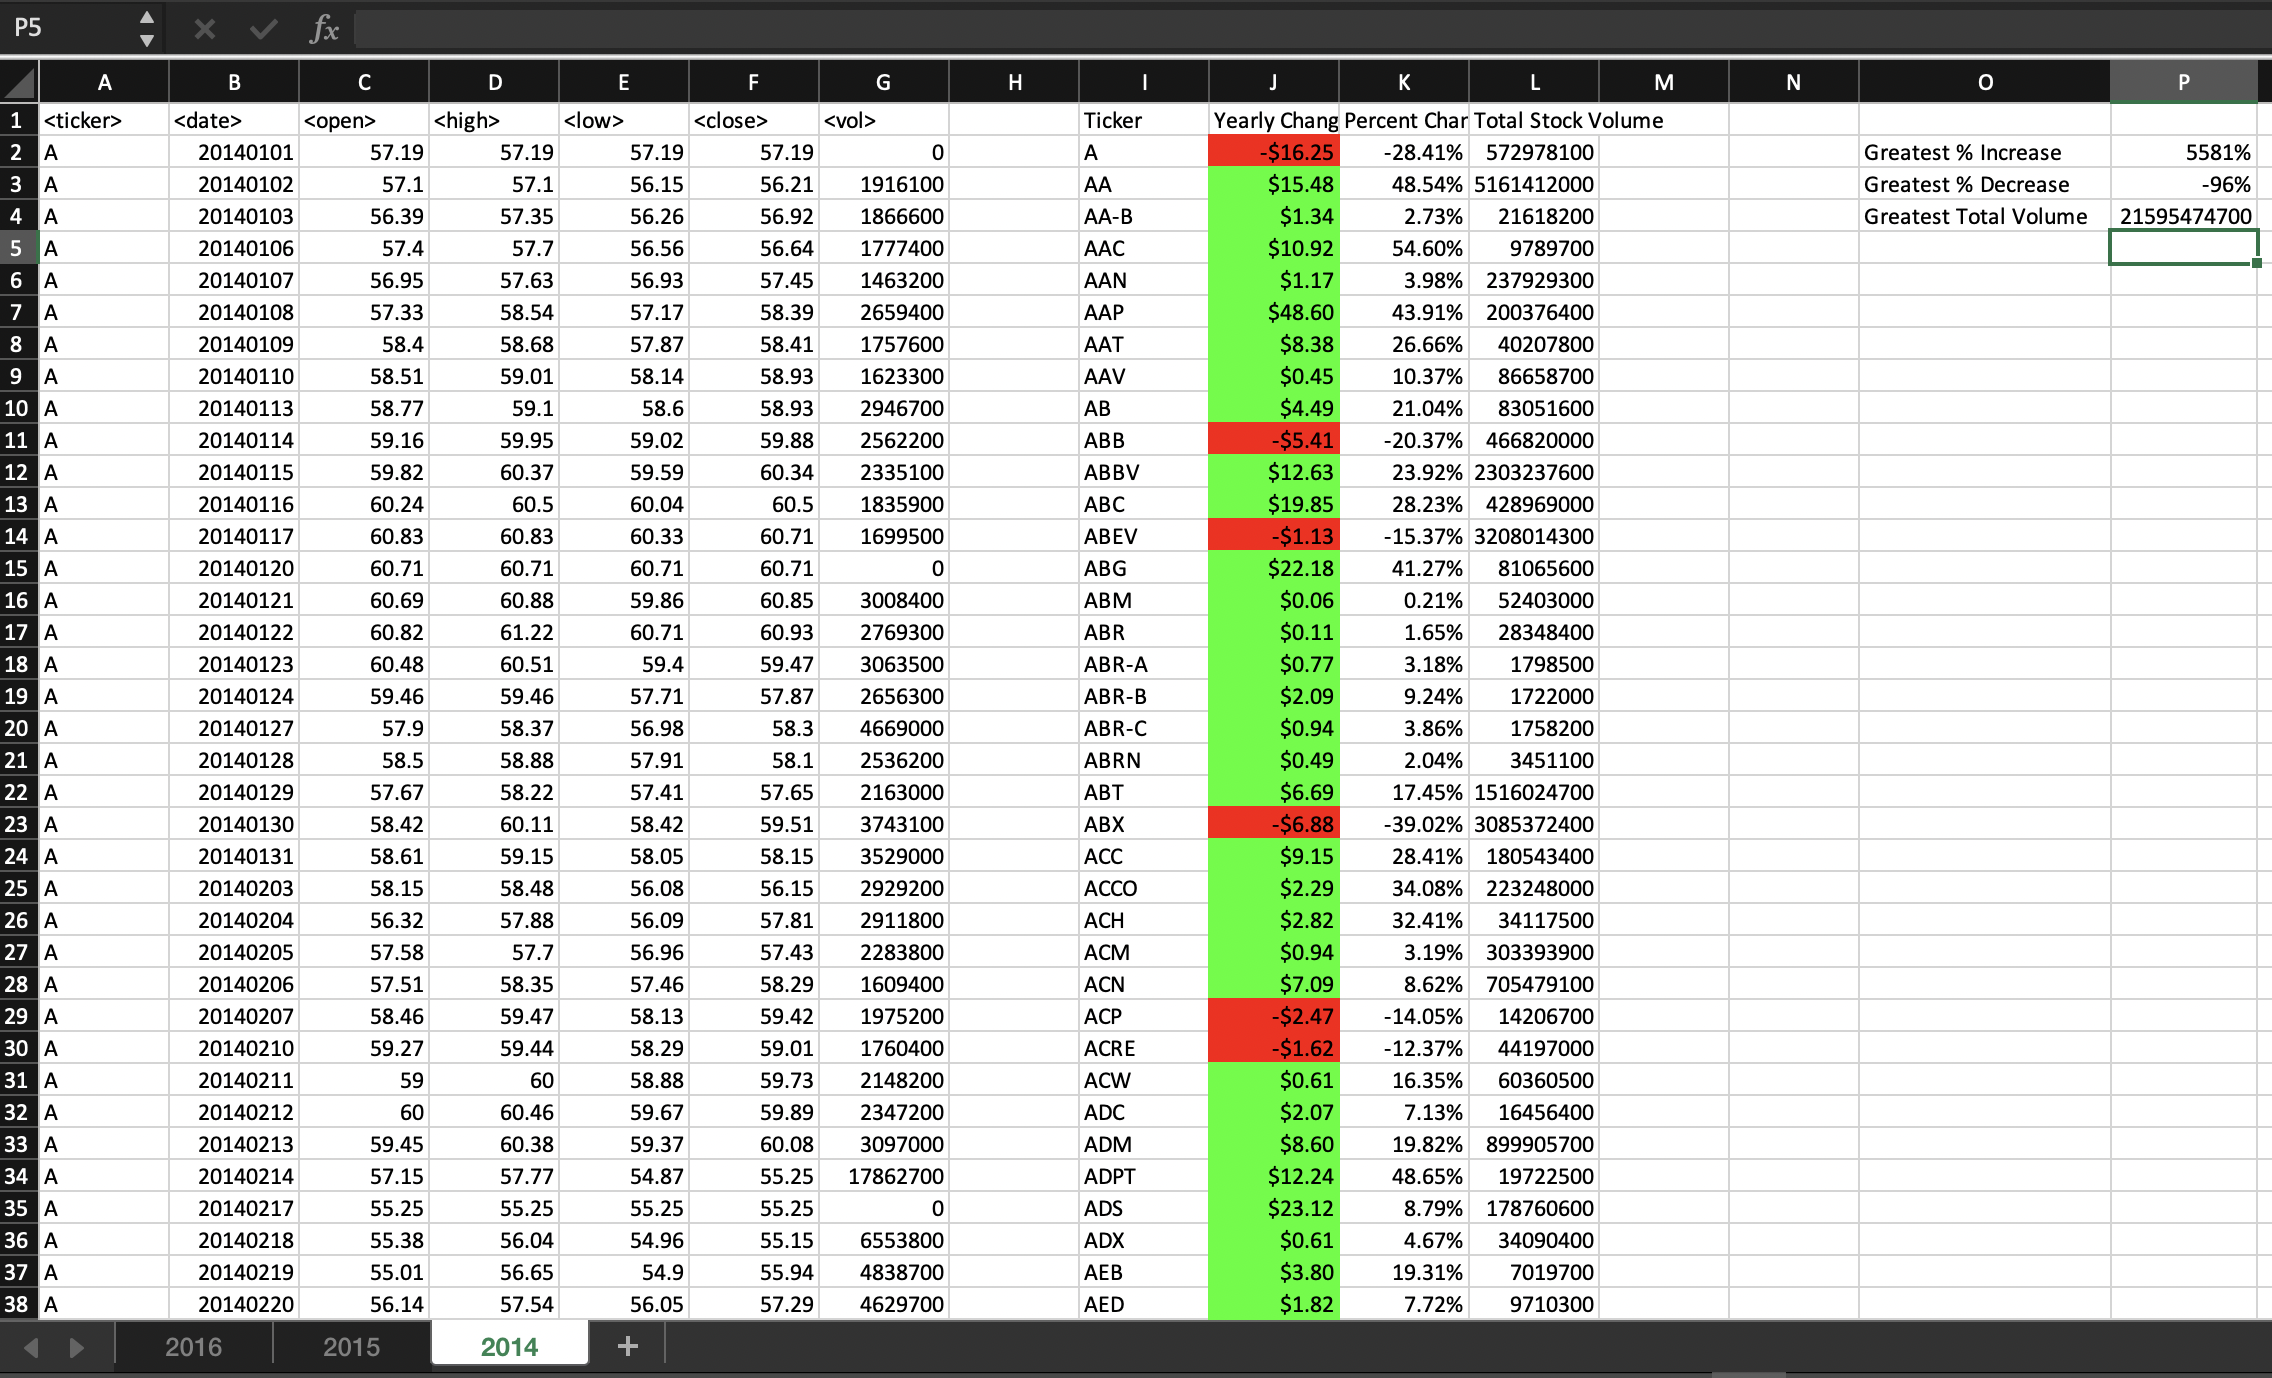 P5 fx
A B C D E F G H I J K L M N O P
1 <ticker> <date> <open> <high> <low> <close> <vol> Ticker Yearly Chang Percent Char Total Stock Volume
2 A 20140101 57.19 57.19 57.19 57.19 0 A -$16.25 -28.41% 572978100 Greatest % Increase 5581%
3 A 20140102 57.1 57.1 56.15 56.21 1916100 AA $15.48 48.54% 5161412000 Greatest % Decrease -96%
4 A 20140103 56.39 57.35 56.26 56.92 1866600 AA-B $1.34 2.73% 21618200 Greatest Total Volume 21595474700
5 A 20140106 57.4 57.7 56.56 56.64 1777400 AAC $10.92 54.60% 9789700
6 A 20140107 56.95 57.63 56.93 57.45 1463200 AAN $1.17 3.98% 237929300
7 A 20140108 57.33 58.54 57.17 58.39 2659400 AAP $48.60 43.91% 200376400
8 A 20140109 58.4 58.68 57.87 58.41 1757600 AAT $8.38 26.66% 40207800
9 A 20140110 58.51 59.01 58.14 58.93 1623300 AAV $0.45 10.37% 86658700
10 A 20140113 58.77 59.1 58.6 58.93 2946700 AB $4.49 21.04% 83051600
11 A 20140114 59.16 59.95 59.02 59.88 2562200 ABB -$5.41 -20.37% 466820000
12 A 20140115 59.82 60.37 59.59 60.34 2335100 ABBV $12.63 23.92% 2303237600
13 A 20140116 60.24 60.5 60.04 60.5 1835900 ABC $19.85 28.23% 428969000
14 A 20140117 60.83 60.83 60.33 60.71 1699500 ABEV -$1.13 -15.37% 3208014300
15 A 20140120 60.71 60.71 60.71 60.71 0 ABG $22.18 41.27% 81065600
16 A 20140121 60.69 60.88 59.86 60.85 3008400 ABM $0.06 0.21% 52403000
17 A 20140122 60.82 61.22 60.71 60.93 2769300 ABR $0.11 1.65% 28348400
18 A 20140123 60.48 60.51 59.4 59.47 3063500 ABR-A $0.77 3.18% 1798500
19 A 20140124 59.46 59.46 57.71 57.87 2656300 ABR-B $2.09 9.24% 1722000
20 A 20140127 57.9 58.37 56.98 58.3 4669000 ABR-C $0.94 3.86% 1758200
21 A 20140128 58.5 58.88 57.91 58.1 2536200 ABRN $0.49 2.04% 3451100
22 A 20140129 57.67 58.22 57.41 57.65 2163000 ABT $6.69 17.45% 1516024700
23 A 20140130 58.42 60.11 58.42 59.51 3743100 ABX -$6.88 -39.02% 3085372400
24 A 20140131 58.61 59.15 58.05 58.15 3529000 ACC $9.15 28.41% 180543400
25 A 20140203 58.15 58.48 56.08 56.15 2929200 ACCO $2.29 34.08% 223248000
26 A 20140204 56.32 57.88 56.09 57.81 2911800 ACH $2.82 32.41% 34117500
27 A 20140205 57.58 57.7 56.96 57.43 2283800 ACM $0.94 3.19% 303393900
28 A 20140206 57.51 58.35 57.46 58.29 1609400 ACN $7.09 8.62% 705479100
29 A 20140207 58.46 59.47 58.13 59.42 1975200 ACP -$2.47 -14.05% 14206700
30 A 20140210 59.27 59.44 58.29 59.01 1760400 ACRE -$1.62 -12.37% 44197000
31 A 20140211 59 60 58.88 59.73 2148200 ACW $0.61 16.35% 60360500
32 A 20140212 60 60.46 59.67 59.89 2347200 ADC $2.07 7.13% 16456400
33 A 20140213 59.45 60.38 59.37 60.08 3097000 ADM $8.60 19.82% 899905700
34 A 20140214 57.15 57.77 54.87 55.25 17862700 ADPT $12.24 48.65% 19722500
35 A 20140217 55.25 55.25 55.25 55.25 0 ADS $23.12 8.79% 178760600
36 A 20140218 55.38 56.04 54.96 55.15 6553800 ADX $0.61 4.67% 34090400
37 A 20140219 55.01 56.65 54.9 55.94 4838700 AEB $3.80 19.31% 7019700
38 A 20140220 56.14 57.54 56.05 57.29 4629700 AED $1.82 7.72% 9710300
2016 2015 2014 +